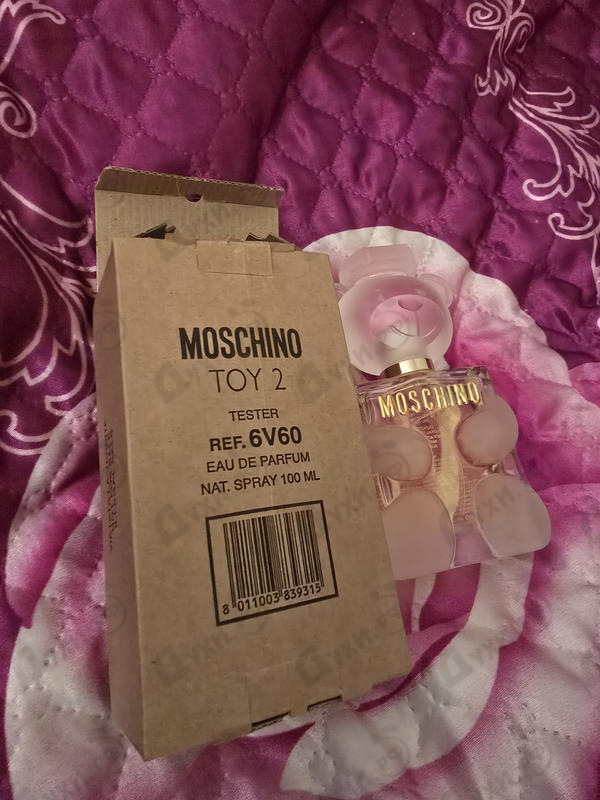 MOSCHINO
TOY 2
TESTER
REF. 6V60
EAU DE PARFUM
NAT. SPRAY 100 ML
8 011003 839315
MOSCHINO